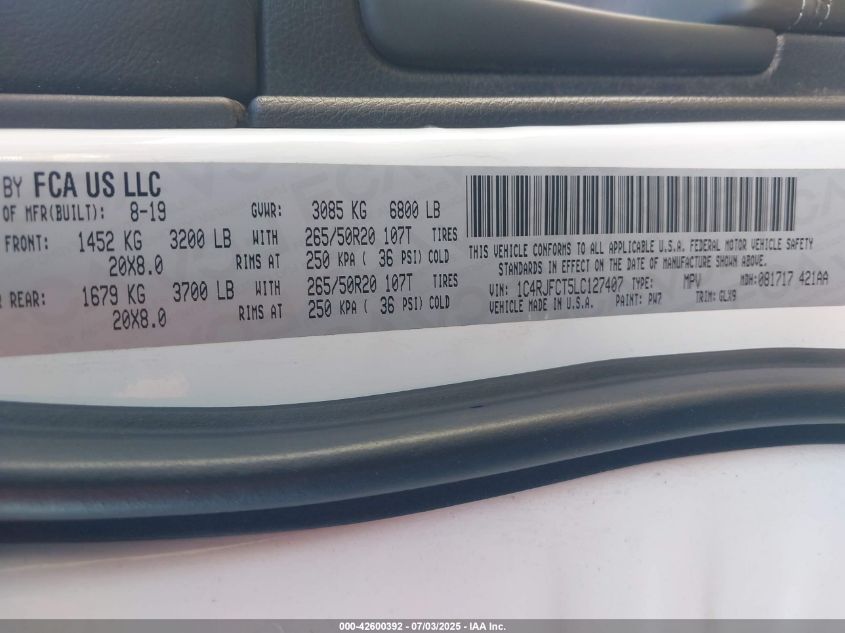 BY FCA US LLC
OF MFR(BUILT): 8-19 GVWR: 3085 KG 6800 LB
FRONT: 1452 KG 3200 LB WITH 265/50R20 107T TIRES
20X8.0 RIMS AT 250 KPA ( 36 PSI) COLD
REAR: 1679 KG 3700 LB WITH 265/50R20 107T TIRES
20X8.0 RIMS AT 250 KPA ( 36 PSI) COLD
THIS VEHICLE CONFORMS TO ALL APPLICABLE U.S.A. FEDERAL MOTOR VEHICLE SAFETY
STANDARDS IN EFFECT ON THE DATE OF MANUFACTURE SHOWN ABOVE.
VIN: 1C4RJFCT5LC127407 TYPE: MPV MDH: 081717 421AA
VEHICLE MADE IN U.S.A. PAINT: PW7 TRIM: GLX9
000-42600392 - 07/03/2025 - IAA Inc.